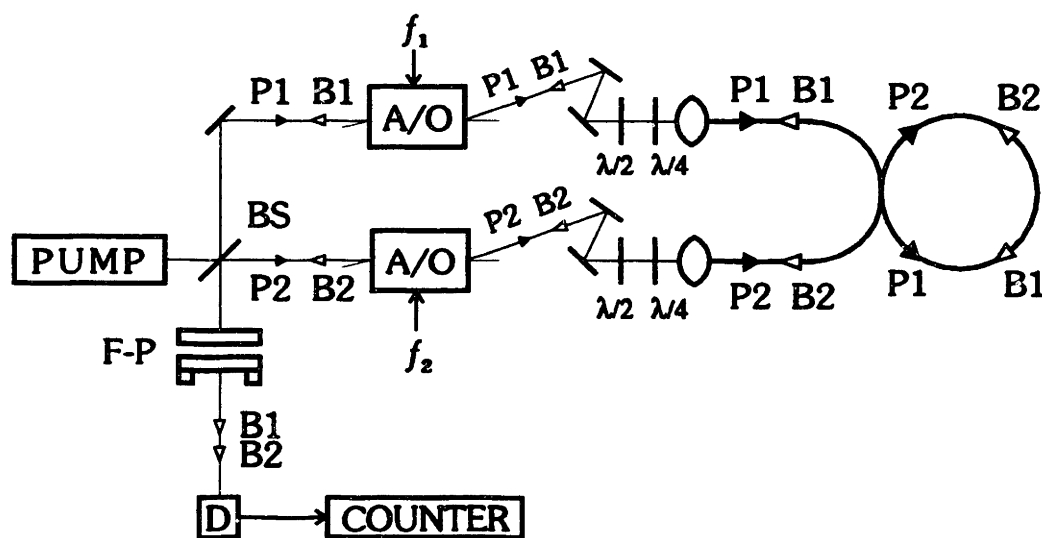 f₁
P1 B1
A/O
P1 B1
λ/2 λ/4
P1 B1
P2 B2
BS
PUMP
P2 B2
A/O
P2 B2
λ/2 λ/4
P2 B2
P1 B1
f₂
F-P
B1
B2
D
COUNTER